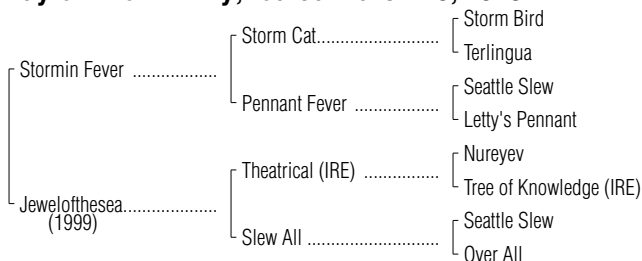 Storm Bird
Storm Cat..............................
Terlingua
Stormin Fever ....................
Seattle Slew
Pennant Fever ....................
Letty's Pennant
Nureyev
Theatrical (IRE) ..................
Tree of Knowledge (IRE)
Jewelofthesea.......................
(1999)
Seattle Slew
Slew All ................................
Over All